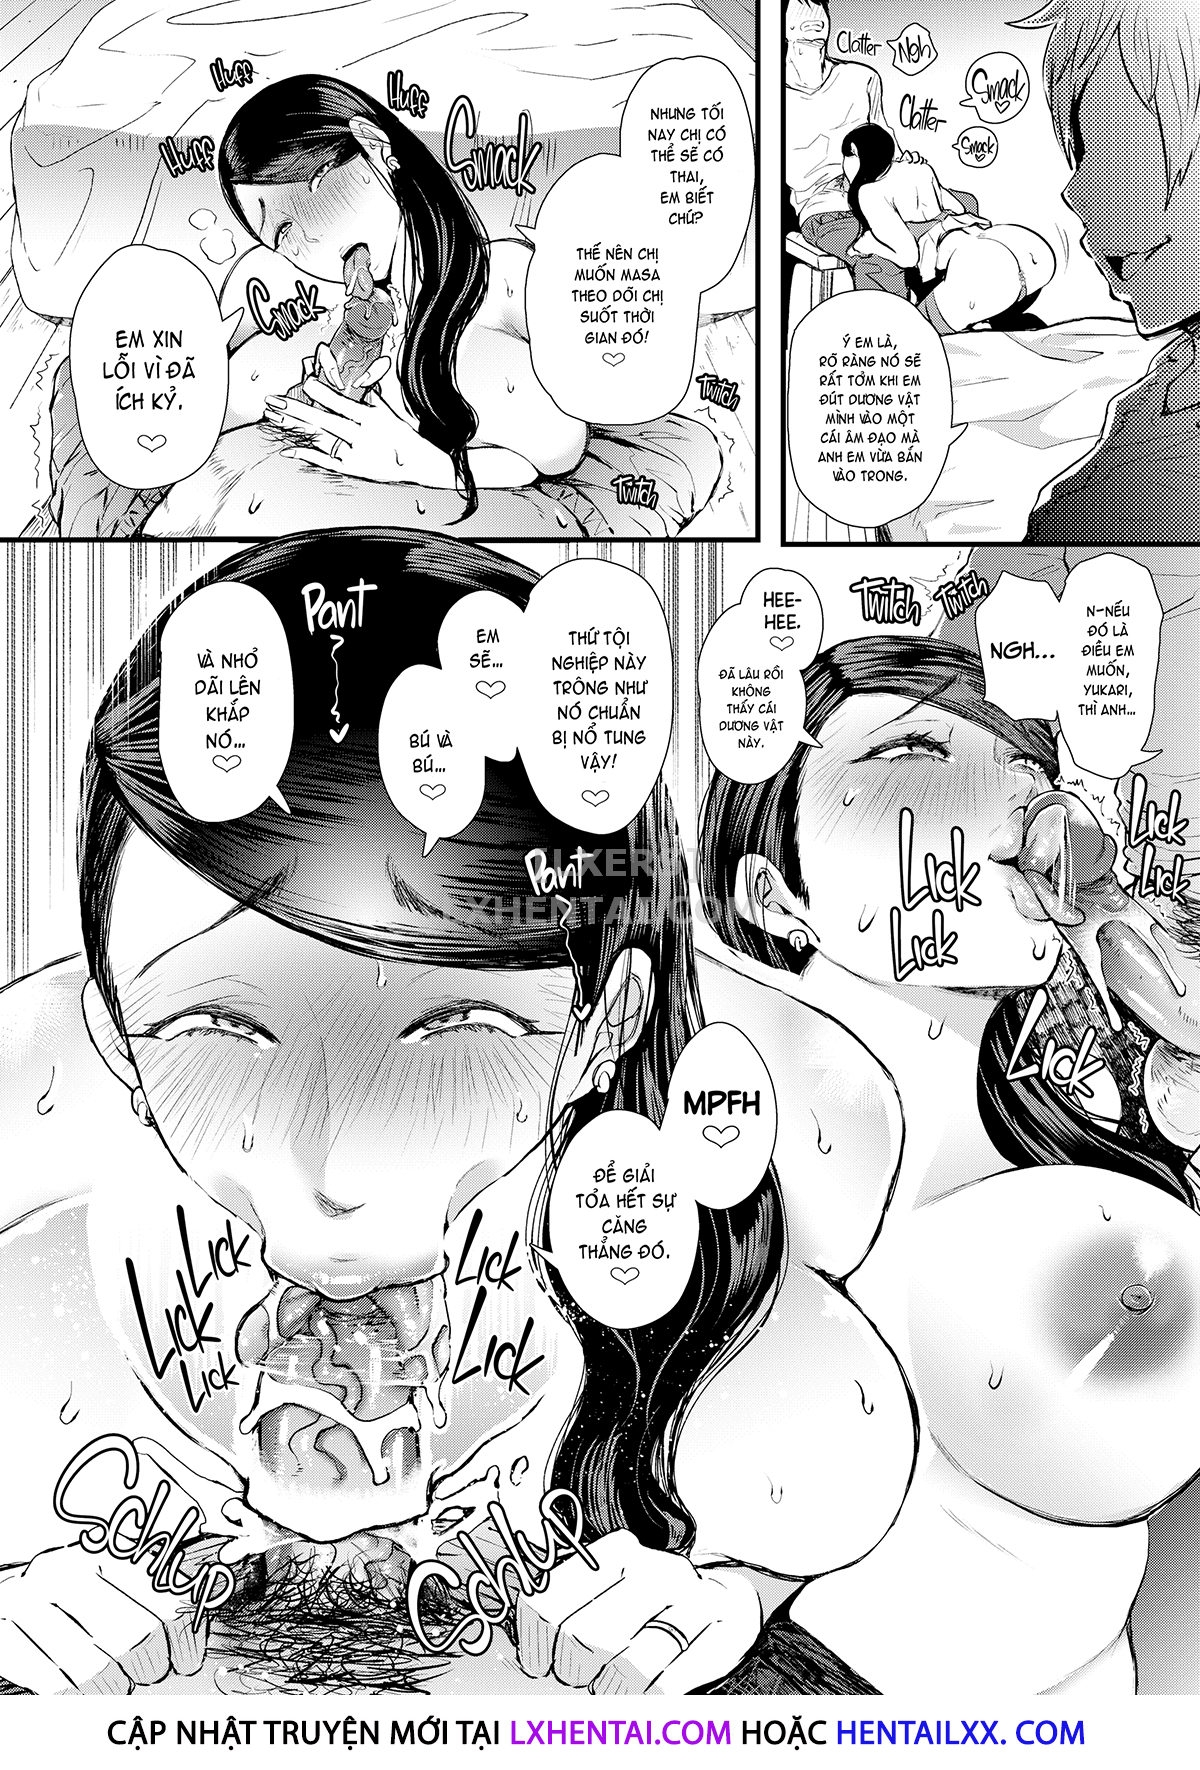 Clatter
Ngh
Smack
Clatter
Smack
Ý EM LÀ,
RÕ RÀNG NÓ SẼ
RẤT TỞM KHI EM
ĐÚT DƯƠNG VẬT
MÌNH VÀO MỘT
CÁI ÂM ĐẠO MÀ
ANH EM VỪA BẮN
VÀO TRONG.
NHƯNG TỐI
NAY CHỊ CÓ
THỂ SẼ CÓ
THAI,
EM BIẾT
CHỨ?
THẾ NÊN CHỊ
MUỐN MASA
THEO DÕI CHỊ
SUỐT THỜI
GIAN ĐÓ!
Huff
Huff
Huff
Smack
Smack
Twitch
Twitch
EM XIN
LỖI VÌ ĐÃ
ÍCH KỶ.
N-NẾU
ĐÓ LÀ
ĐIỀU EM
MUỐN,
YUKARI,
THÌ ANH...
NGH...
Twitch
Twitch
HEE-
HEE.
ĐÃ LÂU RỒI
KHÔNG
THẤY CÁI
DƯƠNG VẬT
NÀY.
Lick
Lick
Lick
Lick
Lick
Lick
THỨ TỘI
NGHIỆP NÀY
TRÔNG NHƯ
NÓ CHUẨN
BỊ NỔ TUNG
VẬY!
EM
SẼ...
BÚ VÀ
BÚ...
Pant
VÀ NHỎ
DÃI LÊN
KHẮP
NÓ...
Pant
LXHENTAI.COM
MPFH
ĐỂ GIẢI
TỎA HẾT SỰ
CĂNG
THẲNG ĐÓ.
Lick
Lick
Lick
Lick
Lick
Lick
Schlup
Schlup
CẬP NHẬT TRUYỆN MỚI TẠI LXHENTAI.COM HOẶC HENTAILXX. COM